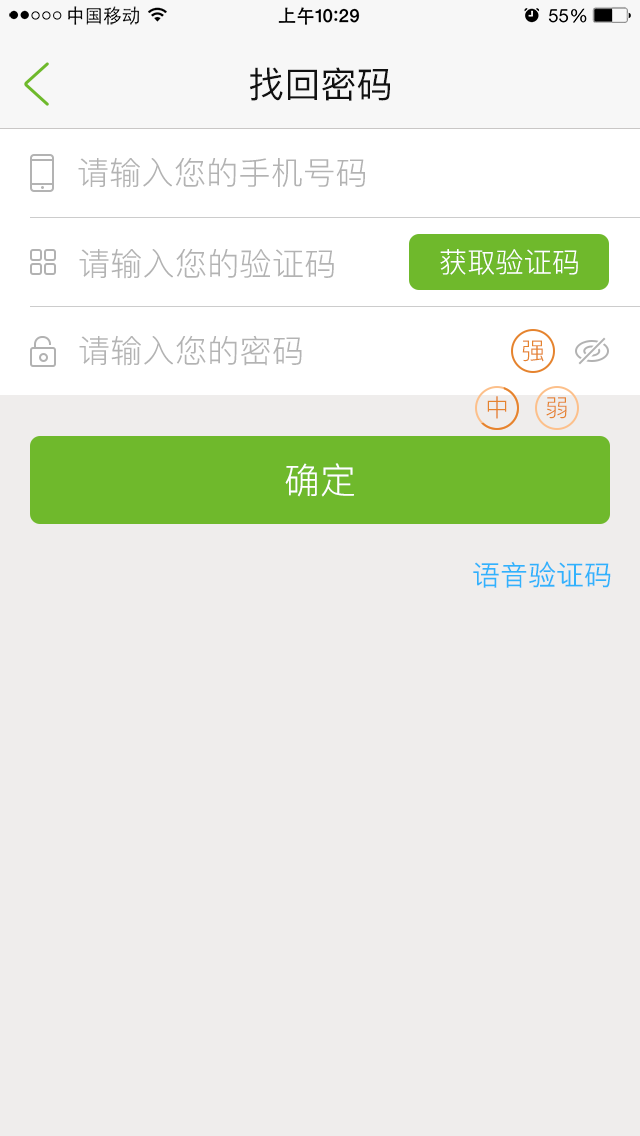 中国移动 上午10:29 55%
找回密码
请输入您的手机号码
请输入您的验证码 获取验证码
请输入您的密码 强
中 弱
确定
语音验证码